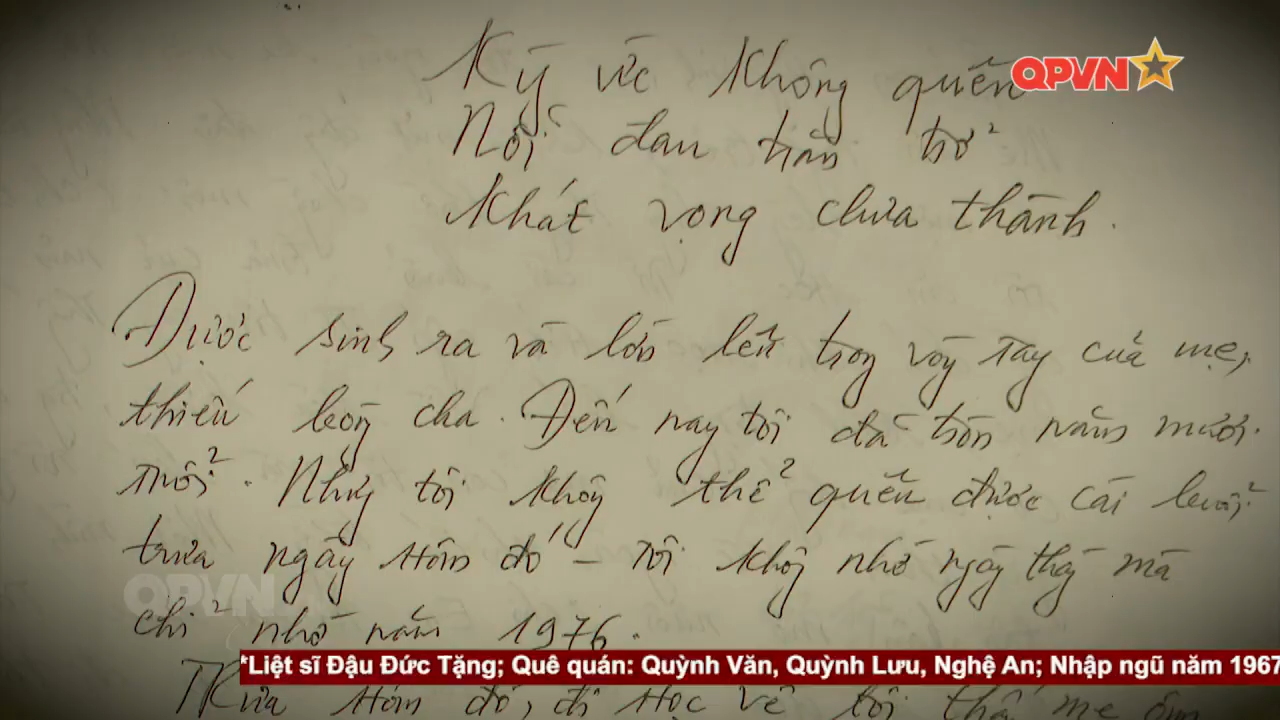 Ký ức không quên
QPVN
Nỗi đau trăn trở
Khát vọng chưa thành.
Được sinh ra và lớn lên trong vòng tay của mẹ,
thiếu bóng cha. Đến nay tôi đã tròn năm mươi
tuổi. Nhưng tôi không thể quên được cái buổi
trưa ngày hôm đó – Tôi không nhớ ngày tháng mà
QPVN
chỉ nhớ năm 1976.
*Liệt sĩ Đậu Đức Tặng; Quê quán: Quỳnh Văn, Quỳnh Lưu, Nghệ An; Nhập ngũ năm 1967
Trưa hôm đó, đi học về tôi thấy mẹ ôm